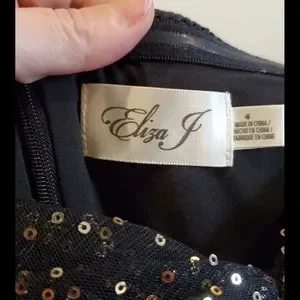 Eliza J
4
MADE IN CHINA /
HECHO EN CHINA /
FABRIQUÉ EN CHINE